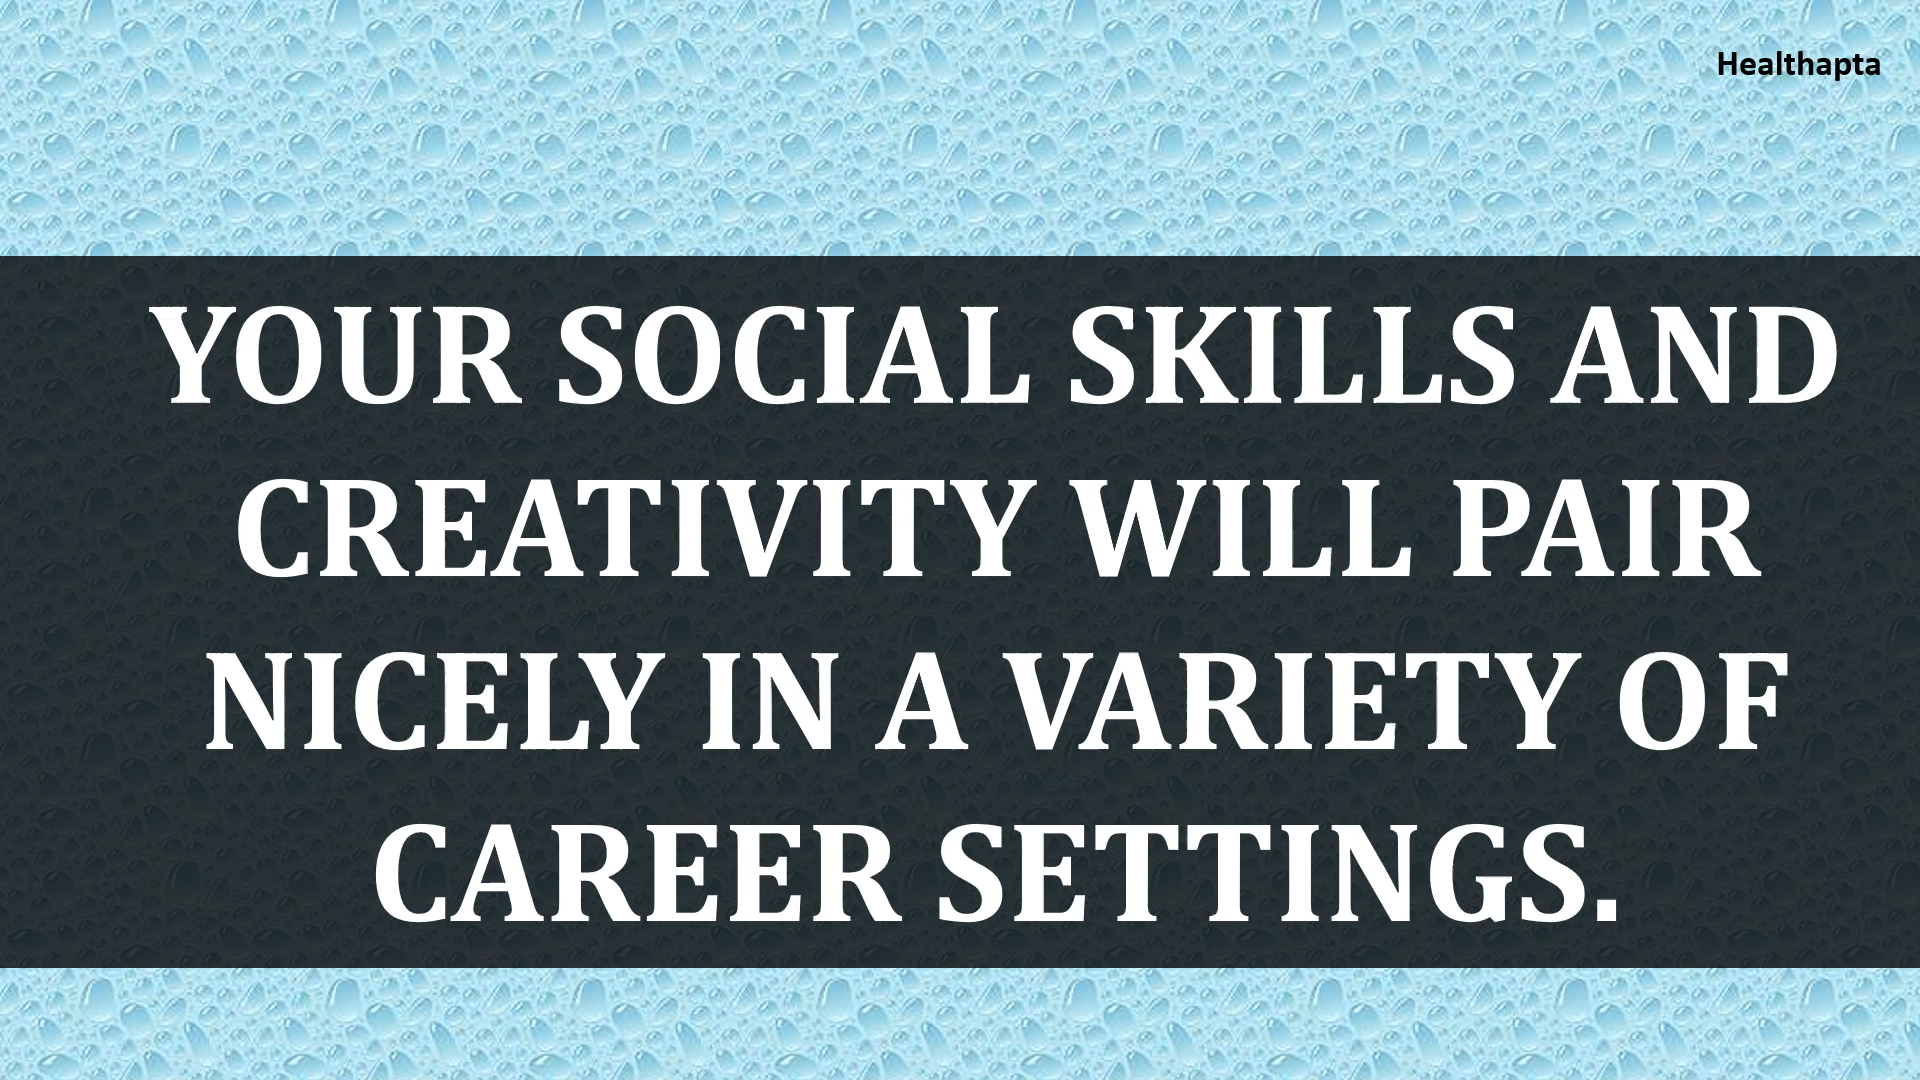 Healthapta
YOUR SOCIAL SKILLS AND
CREATIVITY WILL PAIR
NICELY IN A VARIETY OF
CAREER SETTINGS.